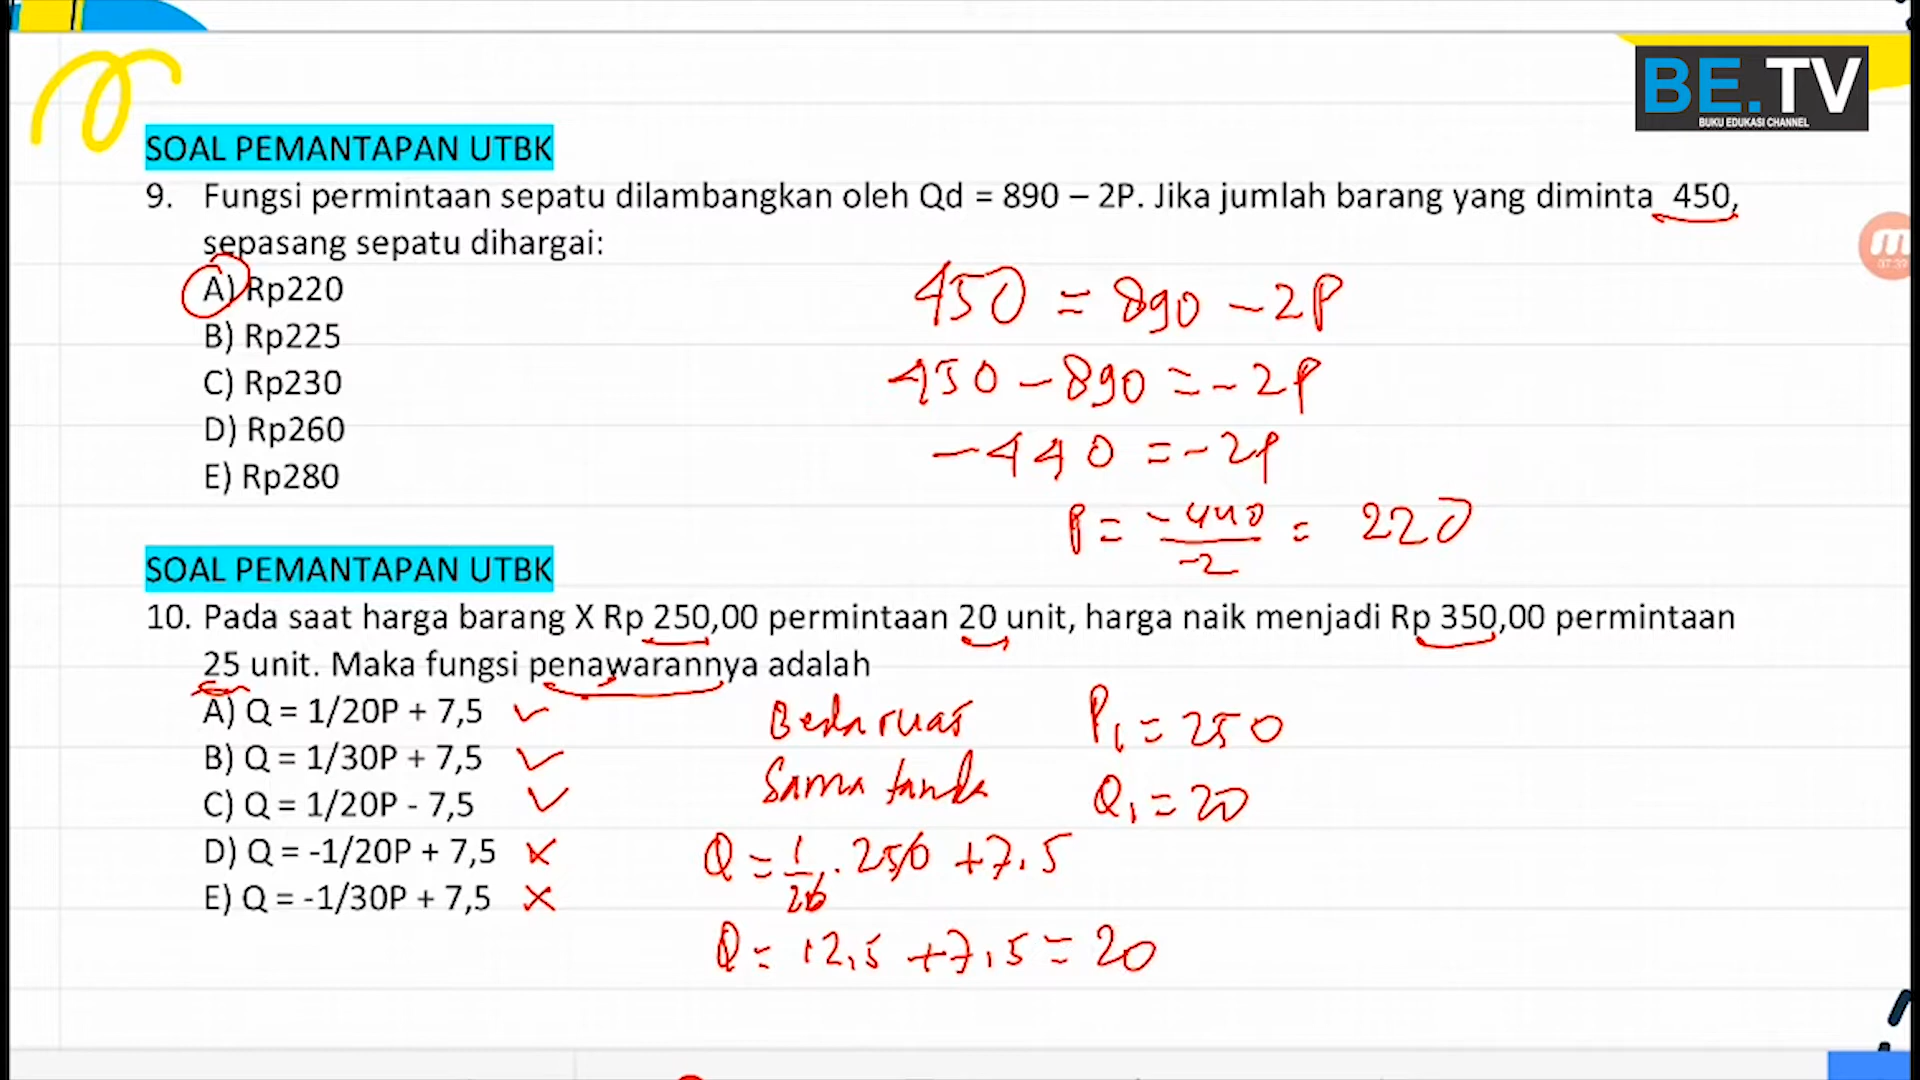 BE.TV
BUKU EDUKASI CHANNEL
SOAL PEMANTAPAN UTBK
9. Fungsi permintaan sepatu dilambangkan oleh Qd = 890 – 2P. Jika jumlah barang yang diminta 450,
sepasang sepatu dihargai:
A) Rp220
B) Rp225
C) Rp230
D) Rp260
E) Rp280
450 = 890 - 2P
450 - 890 = - 2P
- 440 = - 2P
P = -440/-2 = 220
SOAL PEMANTAPAN UTBK
10. Pada saat harga barang X Rp 250,00 permintaan 20 unit, harga naik menjadi Rp 350,00 permintaan
25 unit. Maka fungsi penawarannya adalah
A) Q = 1/20P + 7,5 ✓
B) Q = 1/30P + 7,5 ✓
C) Q = 1/20P - 7,5 ✓
D) Q = -1/20P + 7,5 ×
E) Q = -1/30P + 7,5 ×
Beda ruas
Sama tanda
P1 = 250
Q1 = 20
Q = 1/20 . 250 + 7,5
Q = 12,5 + 7,5 = 20